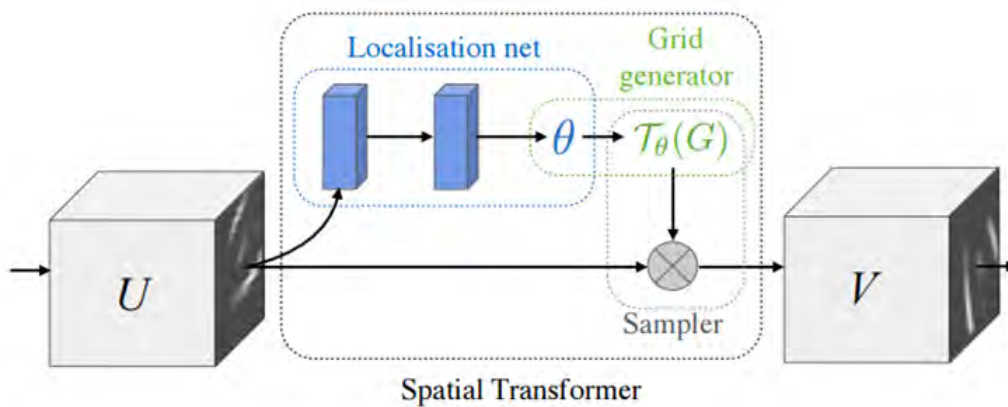 Localisation net
Grid
generator
θ
𝒯θ(G)
U
V
Sampler
Spatial Transformer